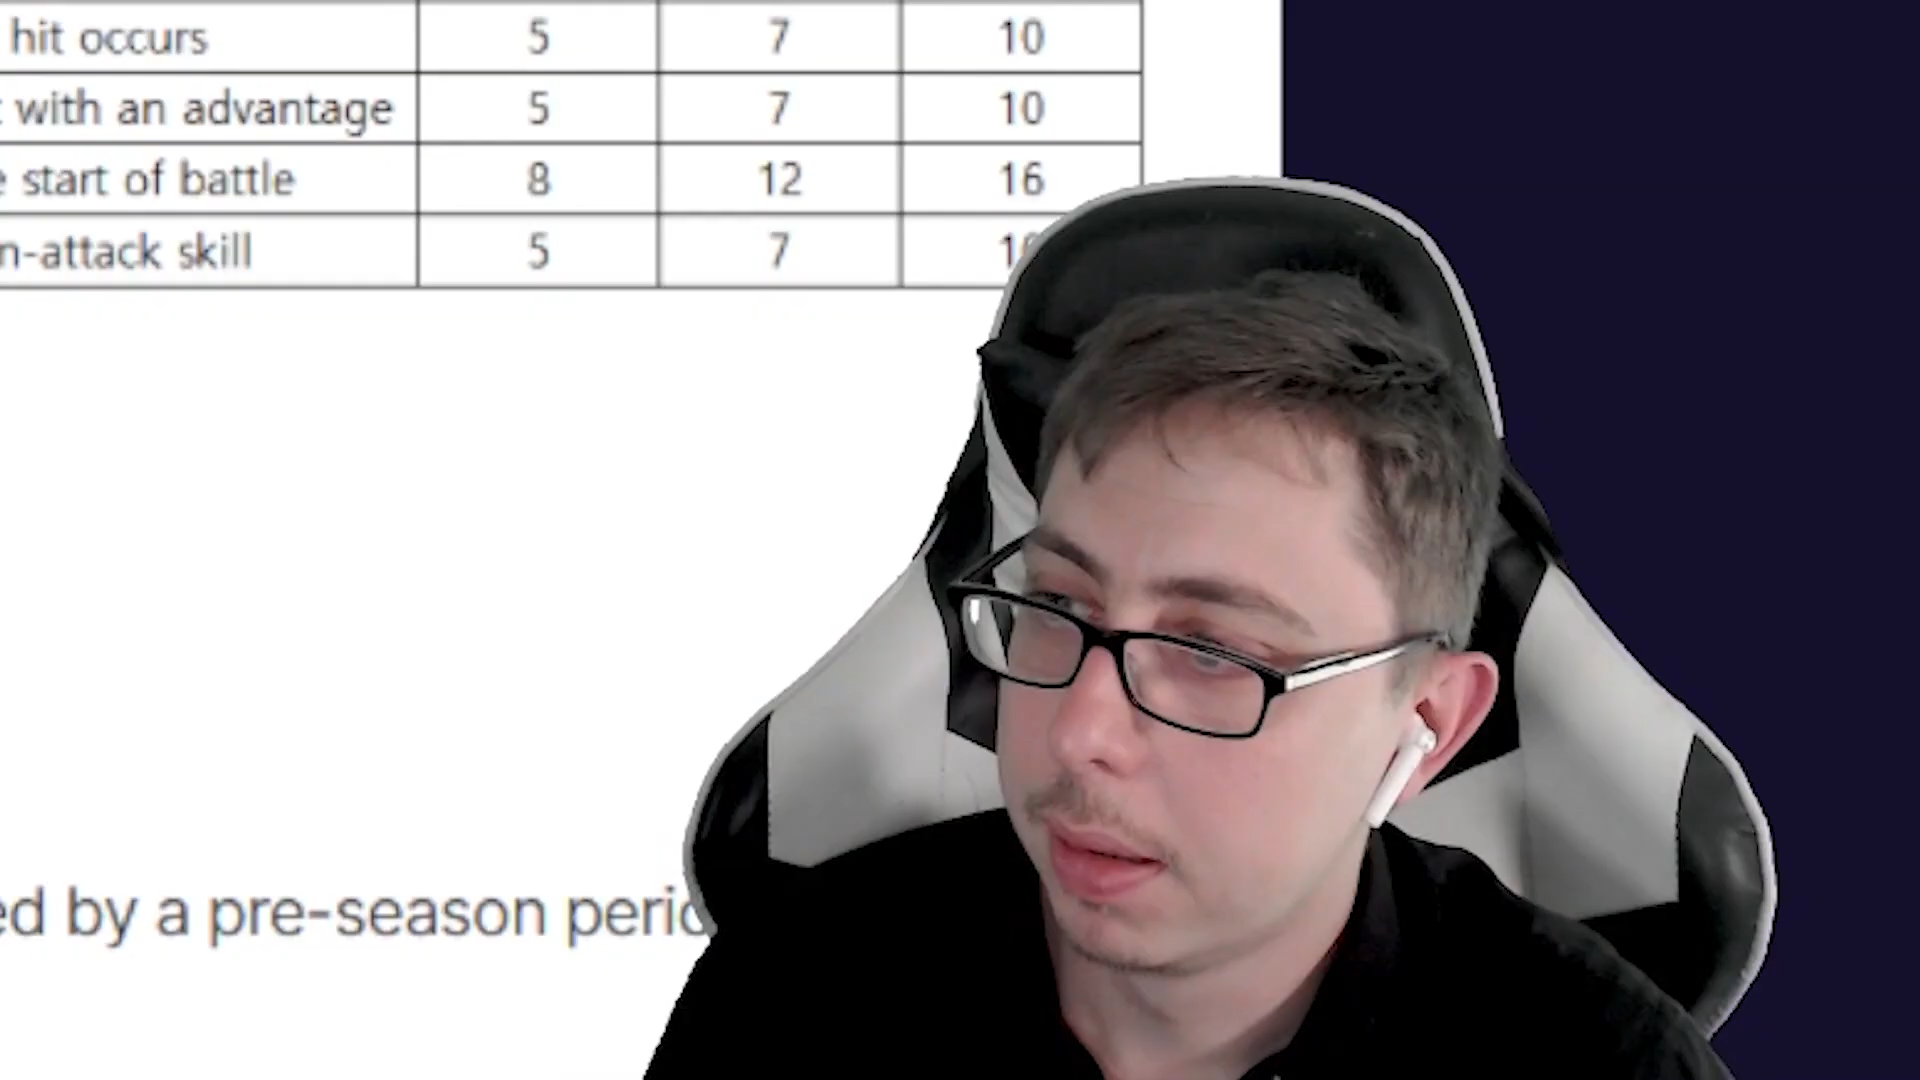 hit occurs 5 7 10
with an advantage 5 7 10
start of battle 8 12 16
n-attack skill 5 7
ed by a pre-season